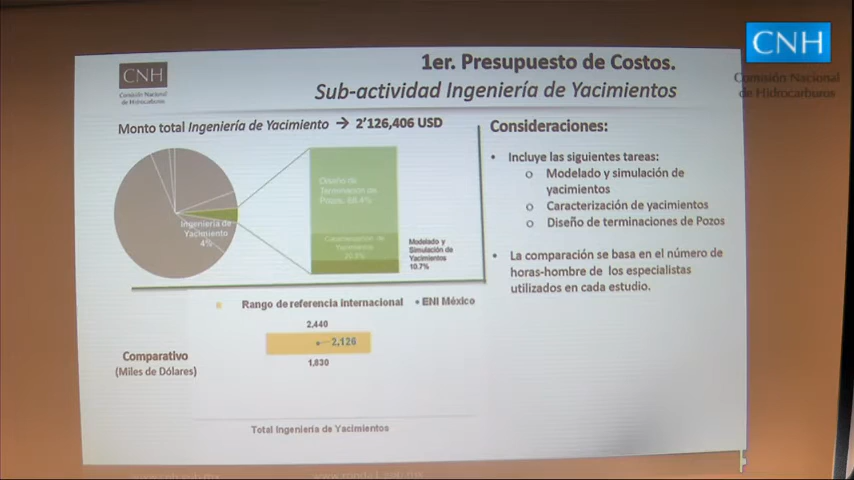 CNH
Comisión Nacional
de Hidrocarburos
CNH
Comisión Nacional
de Hidrocarburos
1er. Presupuesto de Costos.
Sub-actividad Ingeniería de Yacimientos
Monto total Ingeniería de Yacimiento → 2'126,406 USD
Ingeniería de
Yacimiento
4%
Diseño de
Terminación de
Pozos,
Caracterización de
Modelado y
Simulación de
Yacimientos
10.7%
Consideraciones:
• Incluye las siguientes tareas:
o Modelado y simulación de
yacimientos
o Caracterización de yacimientos
o Diseño de terminaciones de Pozos
• La comparación se basa en el número de
horas-hombre de los especialistas
utilizados en cada estudio.
Rango de referencia internacional • ENI México
Comparativo
(Miles de Dólares)
2,440
2,126
1,830
Total Ingeniería de Yacimientos